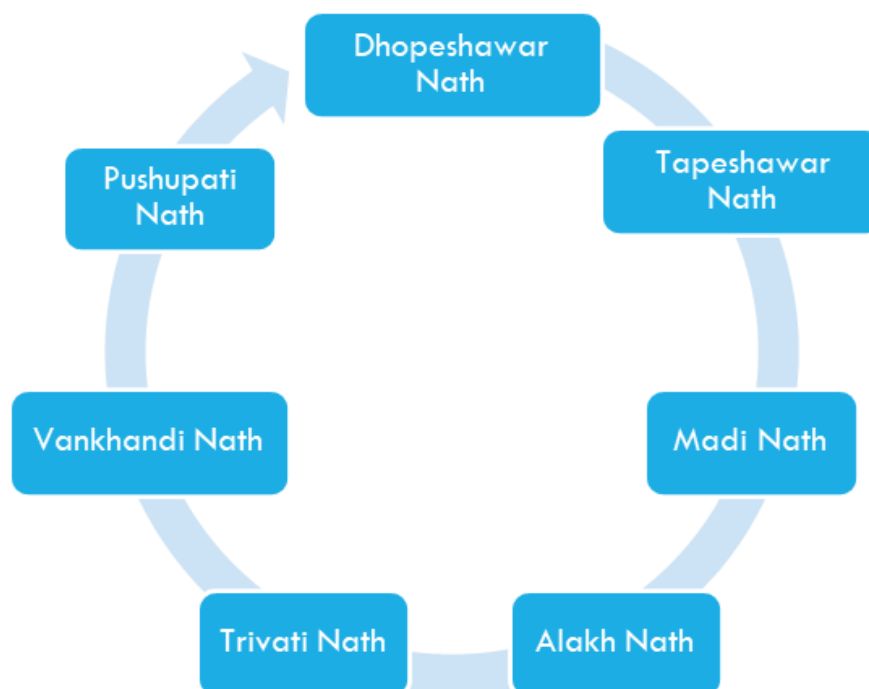 Dhopeshawar
Nath
Tapeshawar
Nath
Madi Nath
Alakh Nath
Trivati Nath
Vankhandi Nath
Pushupati
Nath